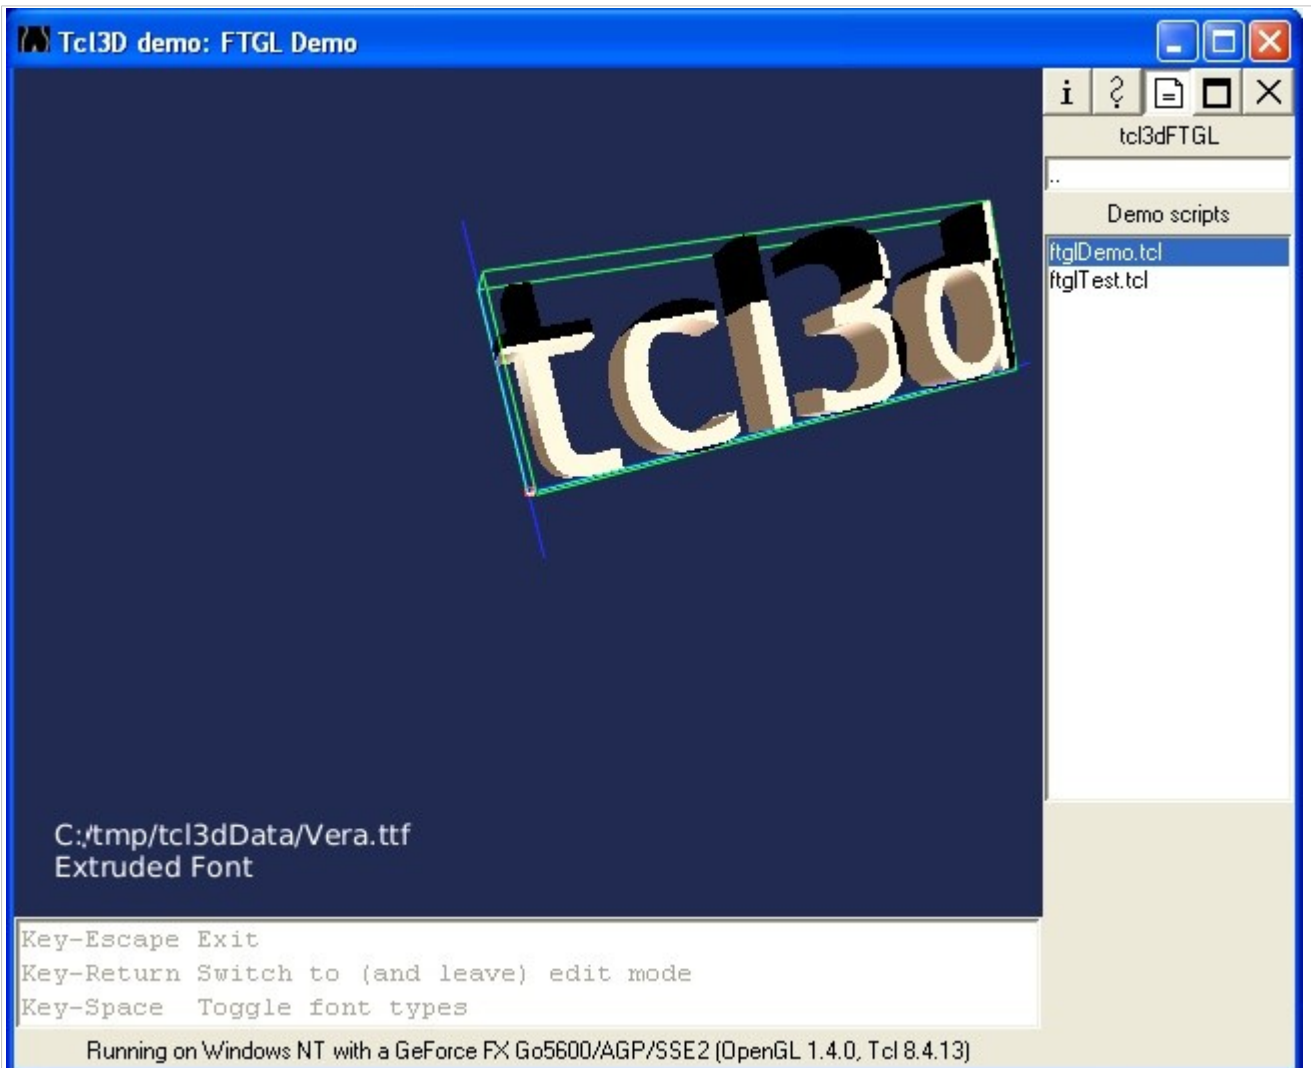 Tcl3D demo: FTGL Demo
i ?
tcl3dFTGL
..
Demo scripts
ftglDemo.tcl
ftglTest.tcl
tcl3d
C:/tmp/tcl3dData/Vera.ttf
Extruded Font
Key-Escape Exit
Key-Return Switch to (and leave) edit mode
Key-Space Toggle font types
Running on Windows NT with a GeForce FX Go5600/AGP/SSE2 (OpenGL 1.4.0, Tcl 8.4.13)